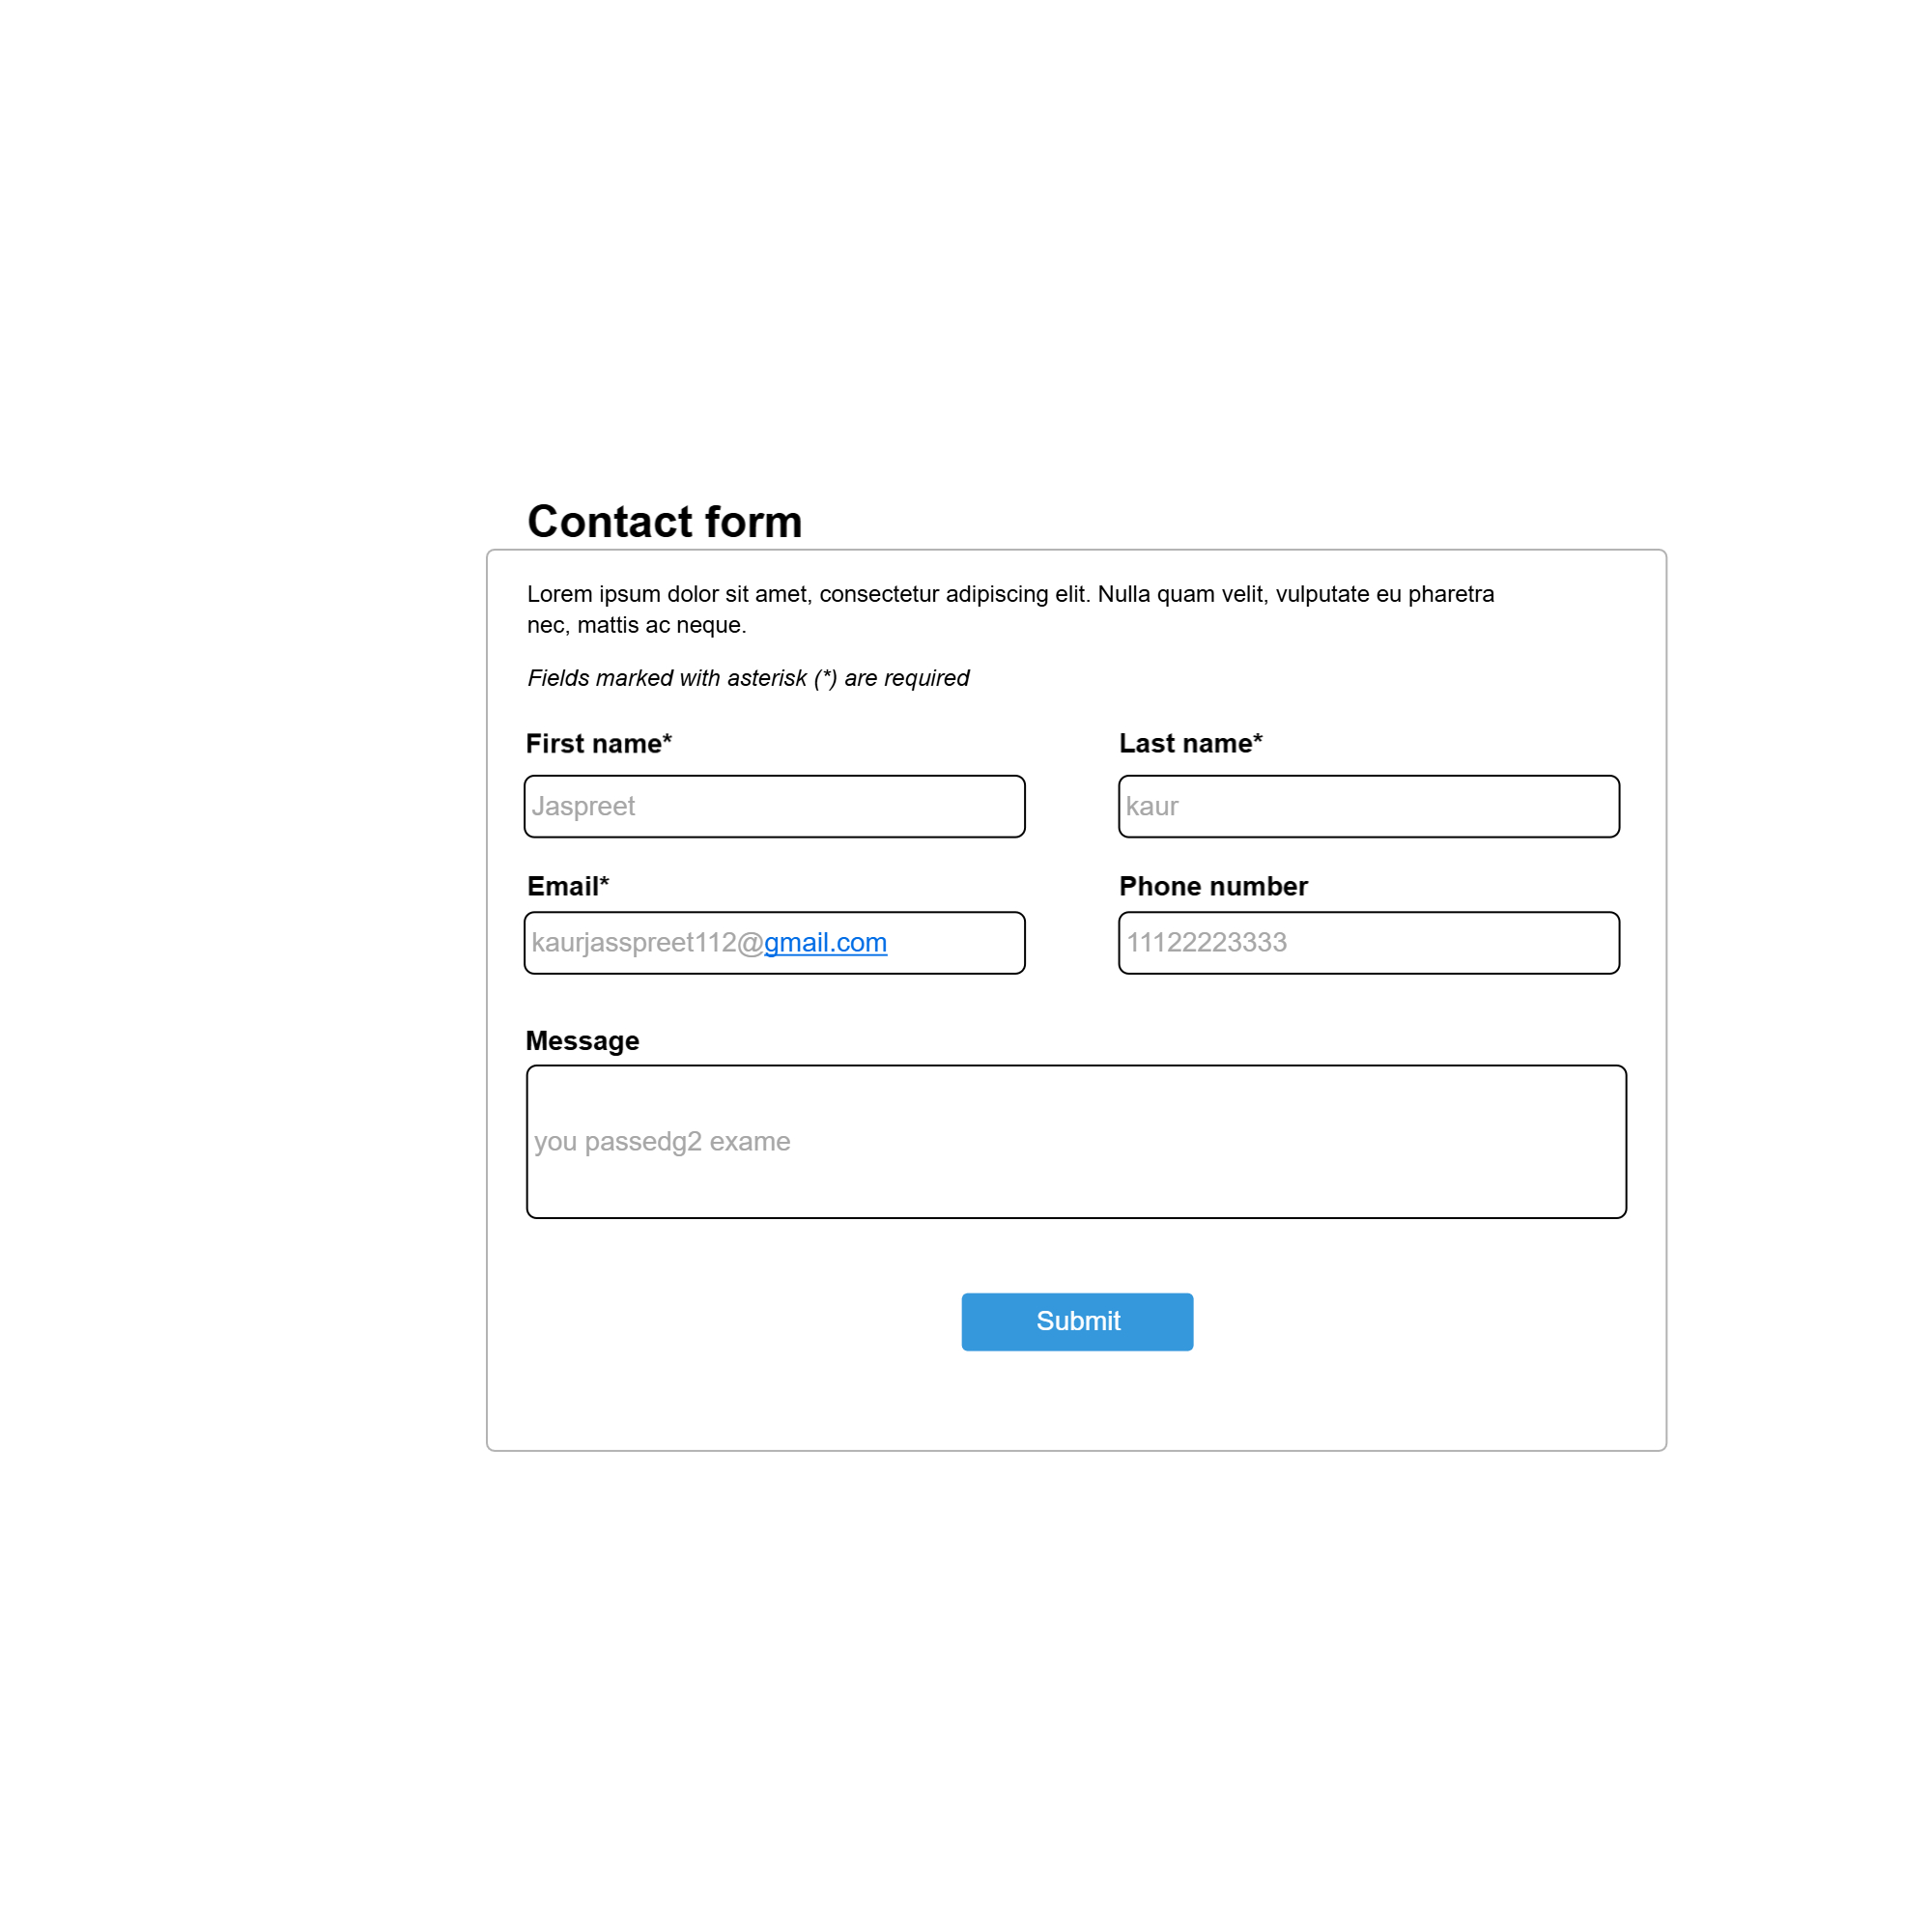 Contact form
Lorem ipsum dolor sit amet, consectetur adipiscing elit. Nulla quam velit, vulputate eu pharetra
nec, mattis ac neque.
Fields marked with asterisk (*) are required
First name*
Last name*
Jaspreet
kaur
Email*
Phone number
kaurjasspreet112@gmail.com
11122223333
Message
you passedg2 exame
Submit